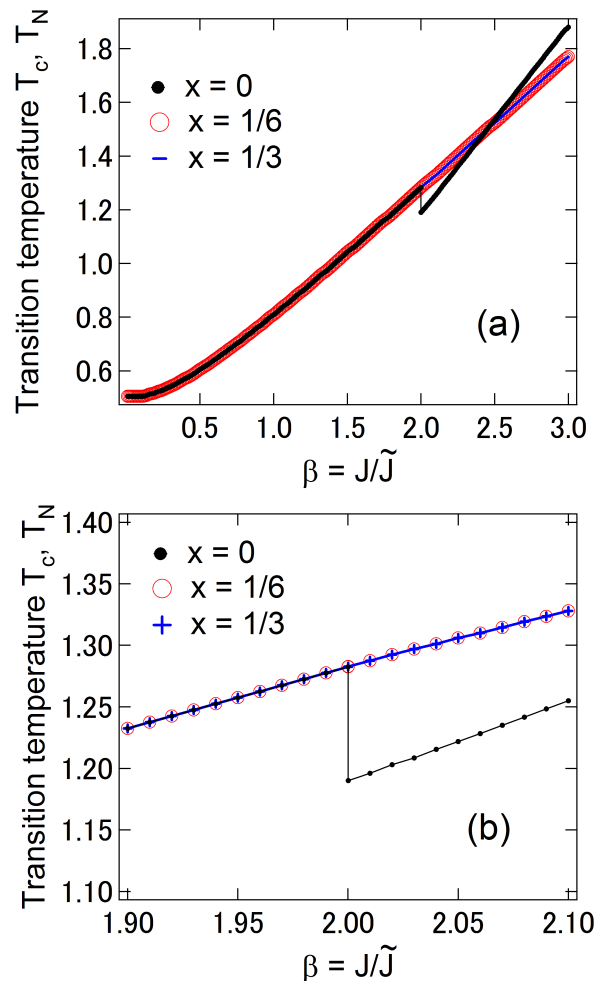 Transition temperature T_c, T_N
1.8
1.6
1.4
1.2
1.0
0.8
0.6
x = 0
x = 1/6
x = 1/3
(a)
0.5 1.0 1.5 2.0 2.5 3.0
β = J/J̃
Transition temperature T_c, T_N
1.40
1.35
1.30
1.25
1.20
1.15
1.10
x = 0
x = 1/6
x = 1/3
(b)
1.90 1.95 2.00 2.05 2.10
β = J/J̃